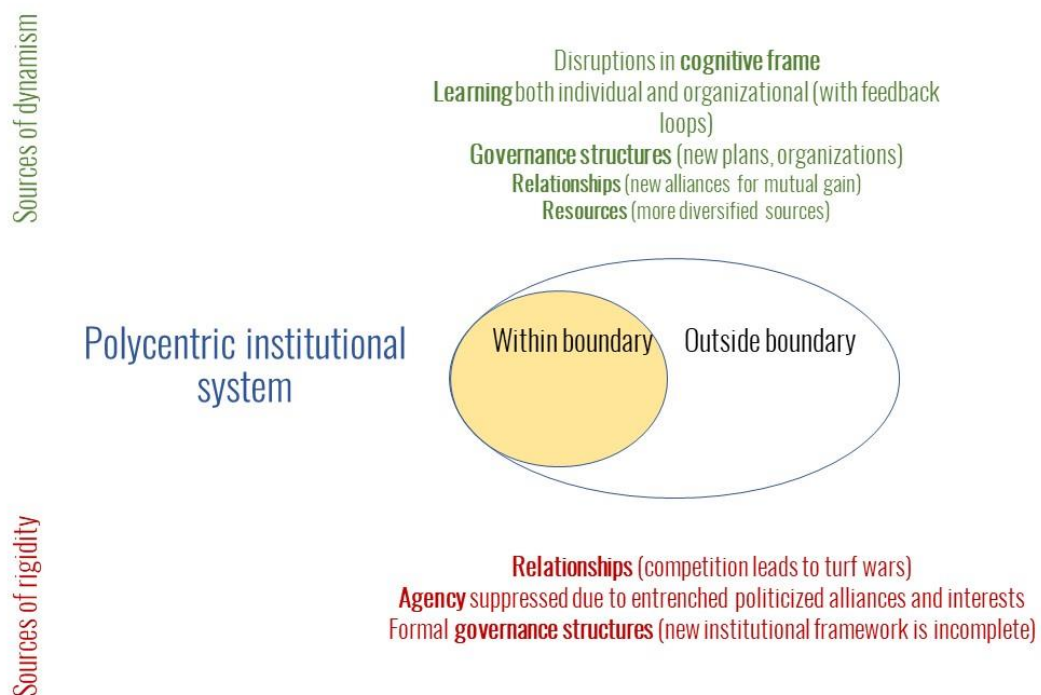 Sources of dynamism
Disruptions in cognitive frame
Learning both individual and organizational (with feedback
loops)
Governance structures (new plans, organizations)
Relationships (new alliances for mutual gain)
Resources (more diversified sources)
Polycentric institutional
system
Within boundary
Outside boundary
Sources of rigidity
Relationships (competition leads to turf wars)
Agency suppressed due to entrenched politicized alliances and interests
Formal governance structures (new institutional framework is incomplete)